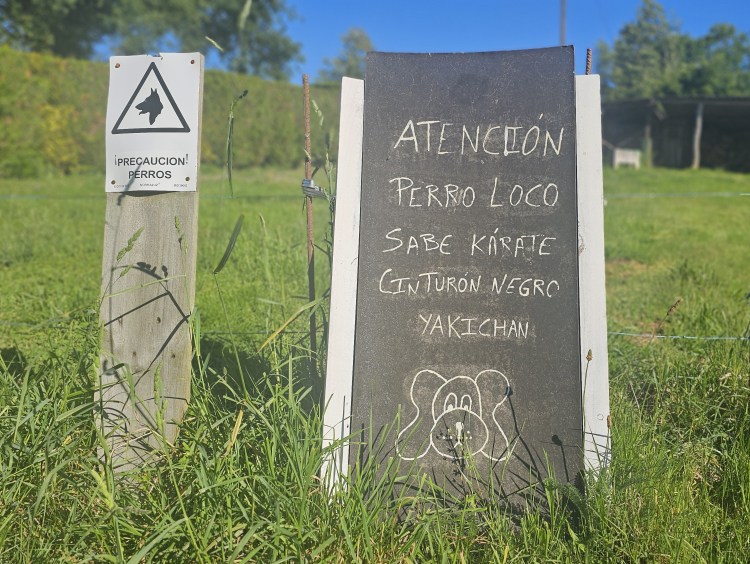 ¡PRECAUCION!
PERROS
ATENCIÓN
PERRO LOCO
SABE KÁRATE
CINTURÓN NEGRO
YAKICHAN